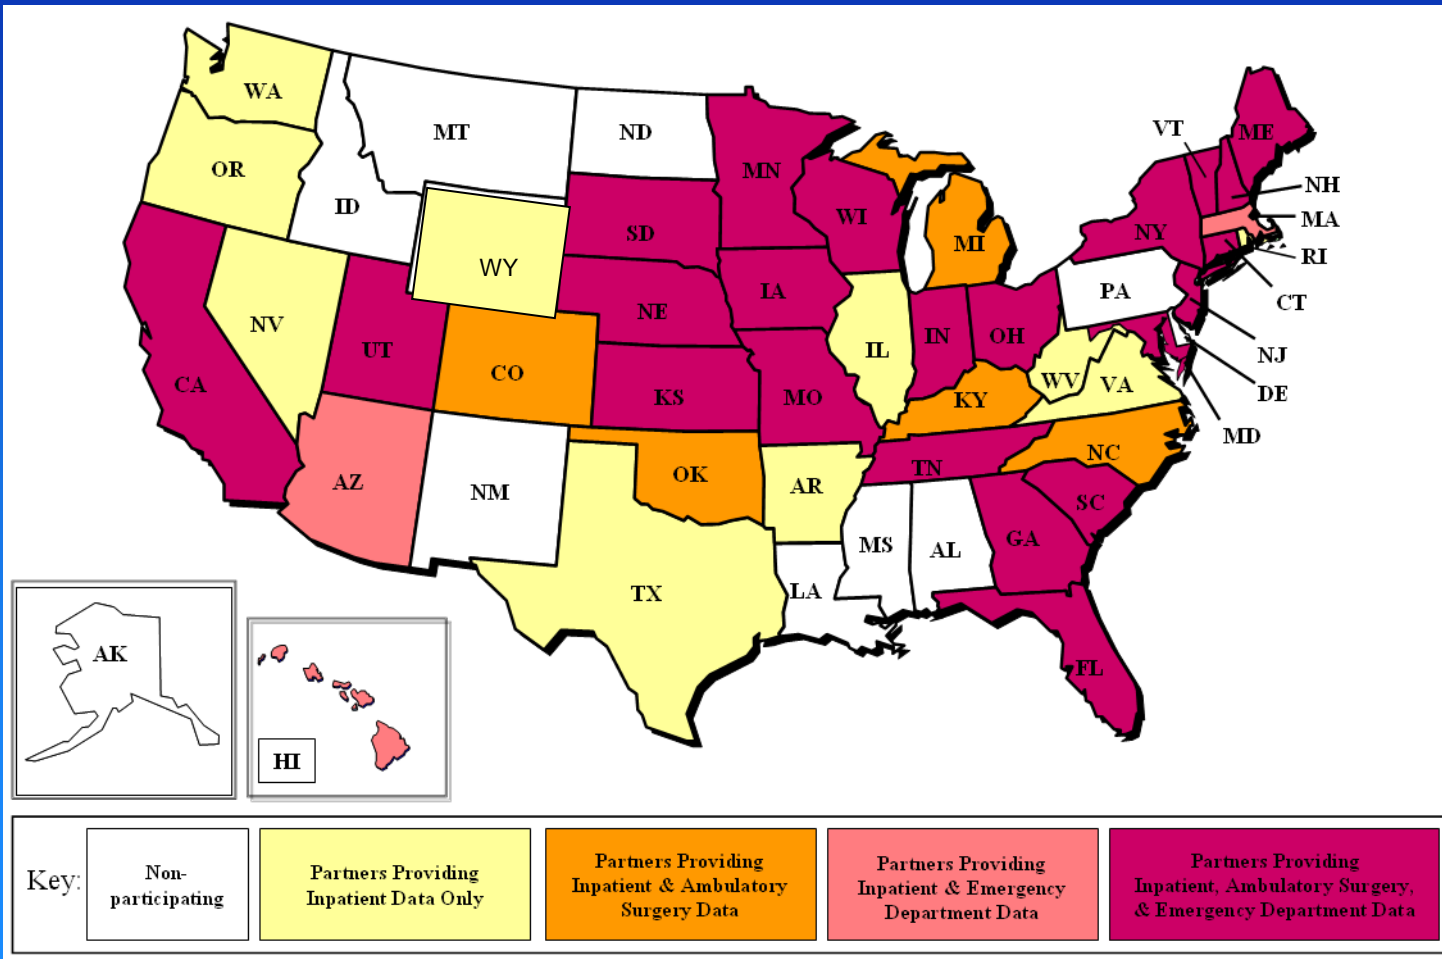 WA
MT
ND
VT
ME
OR
MN
NH
ID
WI
MA
SD
MI
NY
RI
WY
PA
CT
NE
IA
NV
UT
IL
IN
OH
NJ
CO
WV
VA
DE
CA
KS
MO
KY
MD
AZ
NM
OK
AR
TN
NC
SC
MS
AL
GA
TX
LA
AK
FL
HI
Key:
Non-
participating
Partners Providing
Inpatient Data Only
Partners Providing
Inpatient & Ambulatory
Surgery Data
Partners Providing
Inpatient & Emergency
Department Data
Partners Providing
Inpatient, Ambulatory Surgery,
& Emergency Department Data